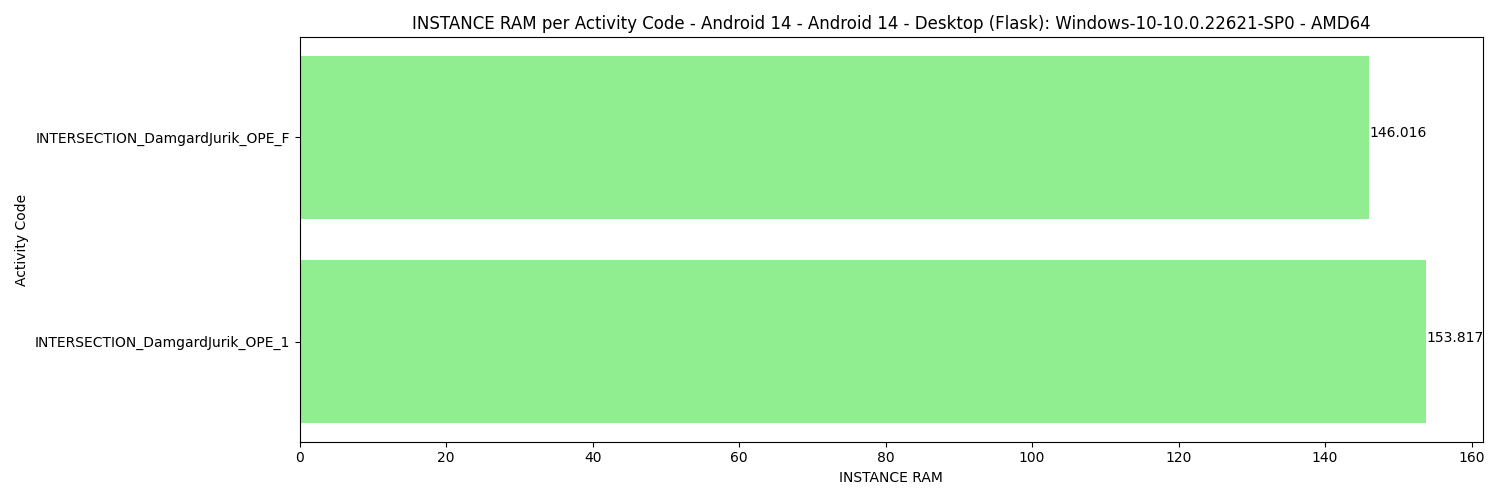 INSTANCE RAM per Activity Code - Android 14 - Android 14 - Desktop (Flask): Windows-10-10.0.22621-SP0 - AMD64
Activity Code
INTERSECTION_DamgardJurik_OPE_F
146.016
INTERSECTION_DamgardJurik_OPE_1
153.817
0 20 40 60 80 100 120 140 160
INSTANCE RAM